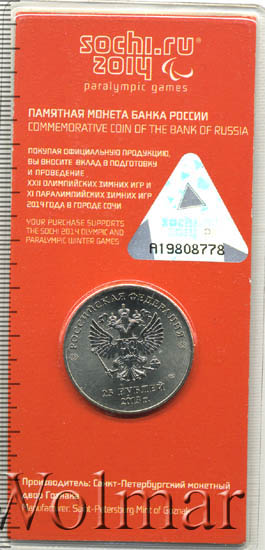 sochi.ru
2014
paralympic games
ПАМЯТНАЯ МОНЕТА БАНКА РОССИИ
COMMEMORATIVE COIN OF THE BANK OF RUSSIA
ПОКУПАЯ ОФИЦИАЛЬНУЮ ПРОДУКЦИЮ,
ВЫ ВНОСИТЕ ВКЛАД В ПОДГОТОВКУ
И ПРОВЕДЕНИЕ
XXII ОЛИМПИЙСКИХ ЗИМНИХ ИГР И
XI ПАРАЛИМПИЙСКИХ ЗИМНИХ ИГР
2014 ГОДА В ГОРОДЕ СОЧИ
YOUR PURCHASE SUPPORTS
THE SOCHI 2014 OLYMPIC AND
PARALYMPIC WINTER GAMES
A19808778
РОССИЙСКАЯ ФЕДЕРАЦИЯ
25 РУБЛЕЙ
Производитель: Санкт-Петербургский монетный
двор Гознака
Manufacturer: Saint-Petersburg Mint of Goznak
Volmar